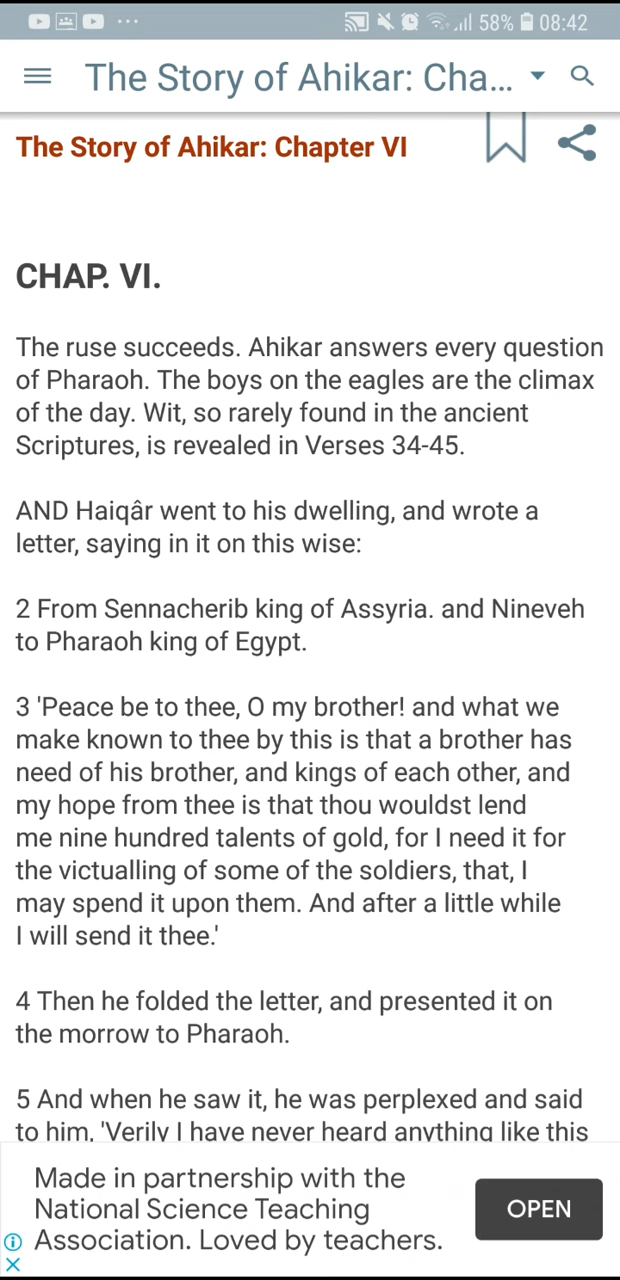 58% 08:42
The Story of Ahikar: Cha...
The Story of Ahikar: Chapter VI
CHAP. VI.
The ruse succeeds. Ahikar answers every question
of Pharaoh. The boys on the eagles are the climax
of the day. Wit, so rarely found in the ancient
Scriptures, is revealed in Verses 34-45.
AND Haiqâr went to his dwelling, and wrote a
letter, saying in it on this wise:
2 From Sennacherib king of Assyria. and Nineveh
to Pharaoh king of Egypt.
3 'Peace be to thee, O my brother! and what we
make known to thee by this is that a brother has
need of his brother, and kings of each other, and
my hope from thee is that thou wouldst lend
me nine hundred talents of gold, for I need it for
the victualling of some of the soldiers, that, I
may spend it upon them. And after a little while
I will send it thee.'
4 Then he folded the letter, and presented it on
the morrow to Pharaoh.
5 And when he saw it, he was perplexed and said
to him, 'Verily I have never heard anything like this
Made in partnership with the
National Science Teaching
Association. Loved by teachers.
OPEN